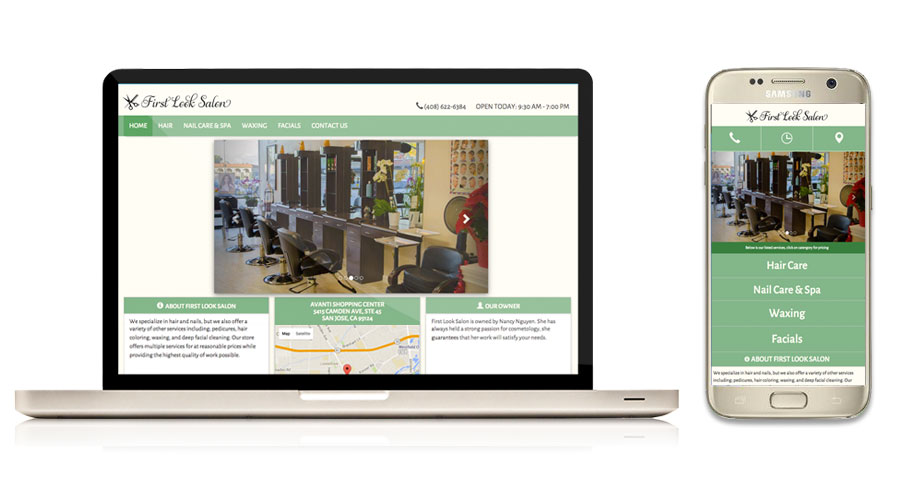 First Look Salon
(408) 622-6384 OPEN TODAY: 9:30 AM - 7:00 PM
HOME HAIR NAIL CARE & SPA WAXING FACIALS CONTACT US
ABOUT FIRST LOOK SALON
We specialize in hair and nails, but we also offer a
variety of other services including; pedicures, hair
coloring, waxing, and deep facial cleaning. Our store
offers multiple services for at reasonable prices while
providing the highest quality of work possible.
AVANTI SHOPPING CENTER
5415 CAMDEN AVE, STE 45
SAN JOSE, CA 95124
Map Satellite
OUR OWNER
First Look Salon is owned by Nancy Nguyen. She has
always held a strong passion for cosmetology, she
guarantees that her work will satisfy your needs.
SAMSUNG
First Look Salon
Below is our listed services, click on category for pricing
Hair Care
Nail Care & Spa
Waxing
Facials
ABOUT FIRST LOOK SALON
We specialize in hair and nails, but we also offer a variety of other services
including; pedicures, hair coloring, waxing, and deep facial cleaning. Our